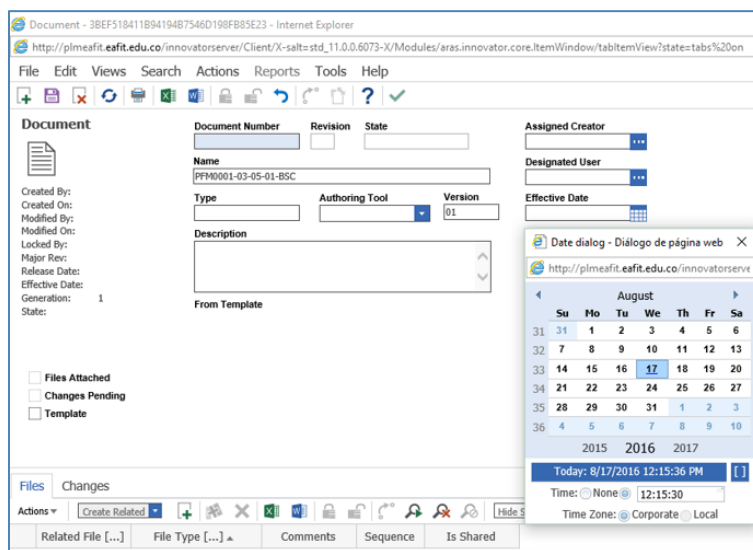 Document - 3BEF518411B94194B7546D198FB85E23 - Internet Explorer
http://plmeafit.eafit.edu.co/innovatorserver/Client/X-salt=std_11.0.0.6073-X/Modules/aras.innovator.core.ItemWindow/tabItemView?state=tabs%20on
File Edit Views Search Actions Reports Tools Help
Document
Document Number Revision State Assigned Creator
Name Designated User
PFM0001-03-05-01-BSC
Type Authoring Tool Version Effective Date
01
Description
Created By:
Created On:
Modified By:
Modified On:
Locked By:
Major Rev:
Release Date:
Effective Date:
Generation: 1
State:
From Template
Files Attached
Changes Pending
Template
Date dialog - Diálogo de página web
http://plmeafit.eafit.edu.co/innovatorserve
August
Su Mo Tu We Th Fr Sa
31 31 1 2 3 4 5 6
32 7 8 9 10 11 12 13
33 14 15 16 17 18 19 20
34 21 22 23 24 25 26 27
35 28 29 30 31 1 2 3
36 4 5 6 7 8 9 10
2015 2016 2017
Today: 8/17/2016 12:15:36 PM [ ]
Time: None 12:15:30
Time Zone: Corporate Local
Files Changes
Actions Create Related Hide S
Related File [...] File Type [...] Comments Sequence Is Shared